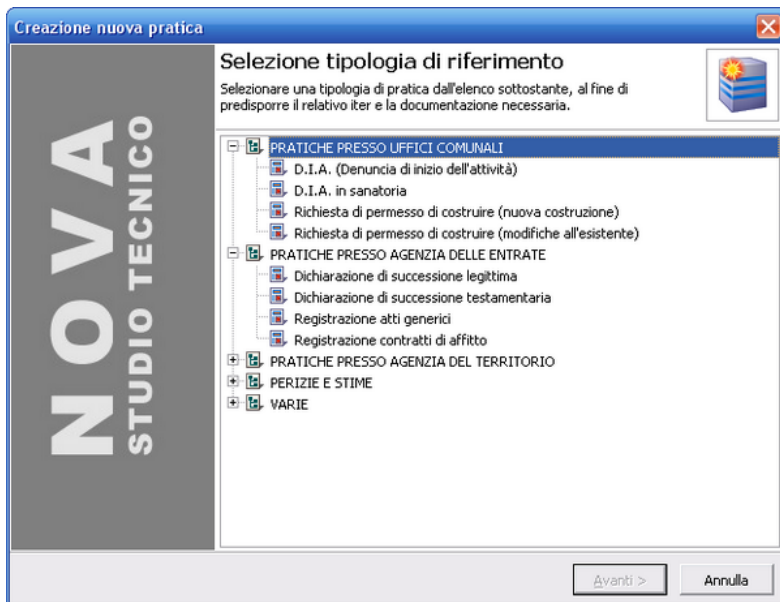 Creazione nuova pratica
NOVA
STUDIO TECNICO
Selezione tipologia di riferimento
Selezionare una tipologia di pratica dall'elenco sottostante, al fine di
predisporre il relativo iter e la documentazione necessaria.
PRATICHE PRESSO UFFICI COMUNALI
D.I.A. (Denuncia di inizio dell'attività)
D.I.A. in sanatoria
Richiesta di permesso di costruire (nuova costruzione)
Richiesta di permesso di costruire (modifiche all'esistente)
PRATICHE PRESSO AGENZIA DELLE ENTRATE
Dichiarazione di successione legittima
Dichiarazione di successione testamentaria
Registrazione atti generici
Registrazione contratti di affitto
PRATICHE PRESSO AGENZIA DEL TERRITORIO
PERIZIE E STIME
VARIE
Avanti >
Annulla